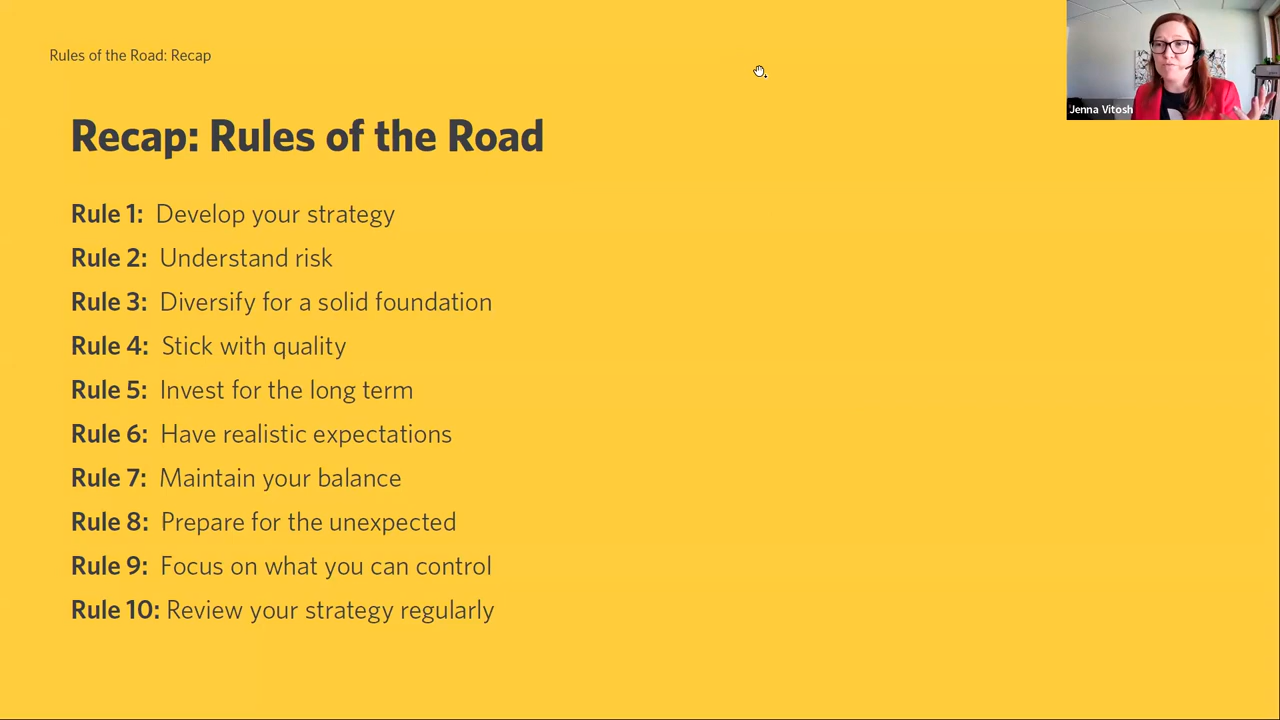 Rules of the Road: Recap
Jenna Vitosh
Recap: Rules of the Road
Rule 1: Develop your strategy
Rule 2: Understand risk
Rule 3: Diversify for a solid foundation
Rule 4: Stick with quality
Rule 5: Invest for the long term
Rule 6: Have realistic expectations
Rule 7: Maintain your balance
Rule 8: Prepare for the unexpected
Rule 9: Focus on what you can control
Rule 10: Review your strategy regularly